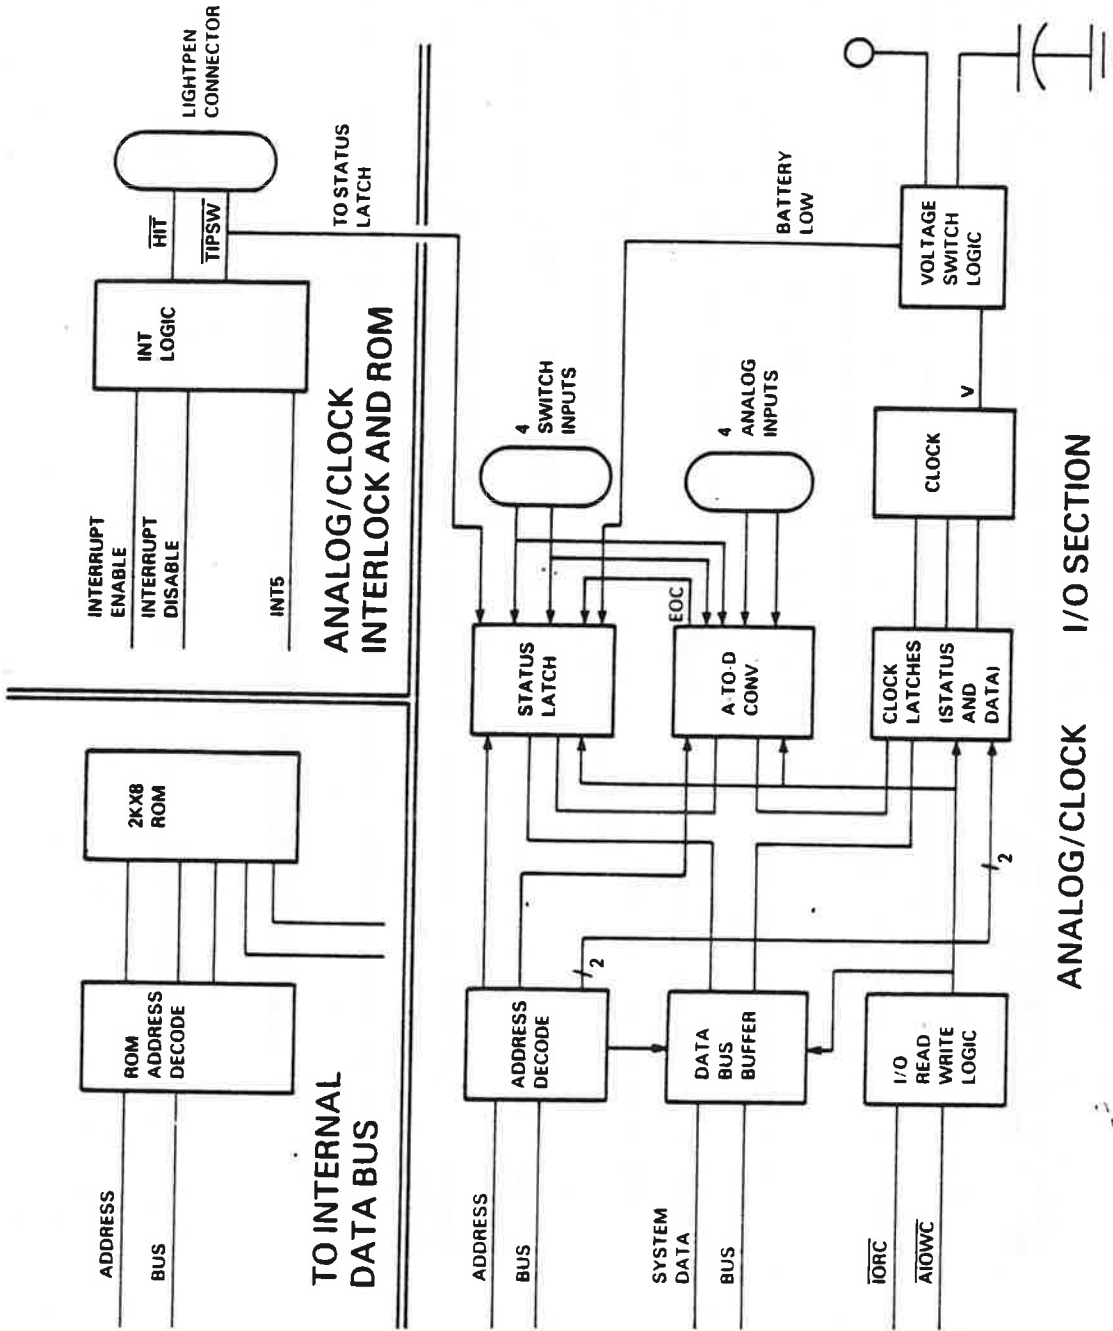 ADDRESS
BUS
ROM
ADDRESS
DECODE
2KX8
ROM
TO INTERNAL
DATA BUS
INTERRUPT
ENABLE
INTERRUPT
DISABLE
INT5
INT
LOGIC
HIT
TIPSW
LIGHTPEN
CONNECTOR
TO STATUS
LATCH
ANALOG/CLOCK
INTERLOCK AND ROM
ADDRESS
BUS
ADDRESS
DECODE
2
STATUS
LATCH
4
SWITCH
INPUTS
BATTERY
LOW
SYSTEM
DATA
BUS
DATA
BUS
BUFFER
EOC
A-TO-D
CONV.
4
ANALOG
INPUTS
IORC
AIOWC
I/O
READ
WRITE
LOGIC
2
CLOCK
LATCHES
(STATUS
AND
DATA)
CLOCK
V
VOLTAGE
SWITCH
LOGIC
ANALOG/CLOCK I/O SECTION